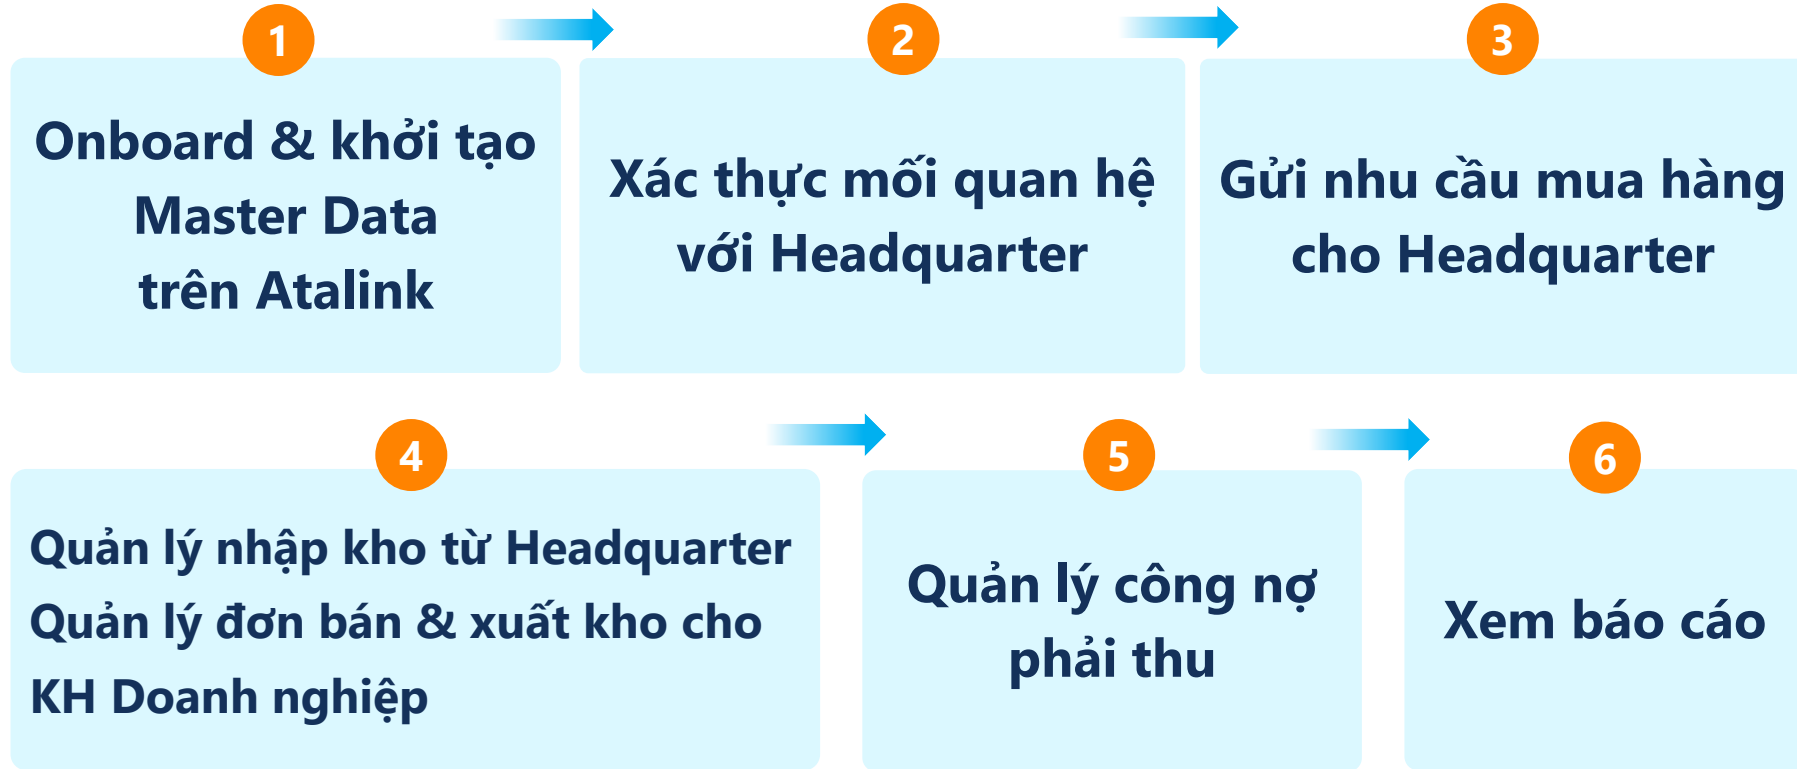 1
Onboard & khởi tạo
Master Data
trên Atalink
2
Xác thực mối quan hệ
với Headquarter
3
Gửi nhu cầu mua hàng
cho Headquarter
4
Quản lý nhập kho từ Headquarter
Quản lý đơn bán & xuất kho cho
KH Doanh nghiệp
5
Quản lý công nợ
phải thu
6
Xem báo cáo